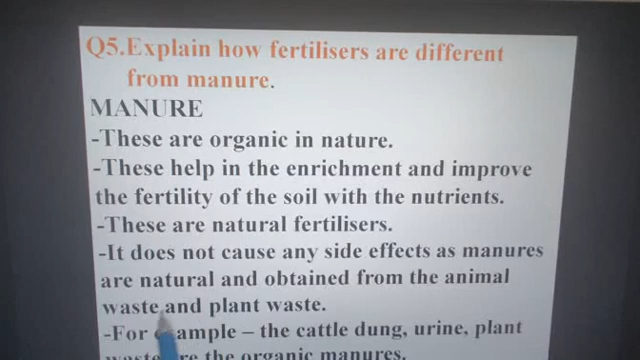 Q5.Explain how fertilisers are different
from manure.
MANURE
-These are organic in nature.
-These help in the enrichment and improve
the fertility of the soil with the nutrients.
-These are natural fertilisers.
-It does not cause any side effects as manures
are natural and obtained from the animal
waste and plant waste.
-For example – the cattle dung, urine, plant
waste are the organic manures.